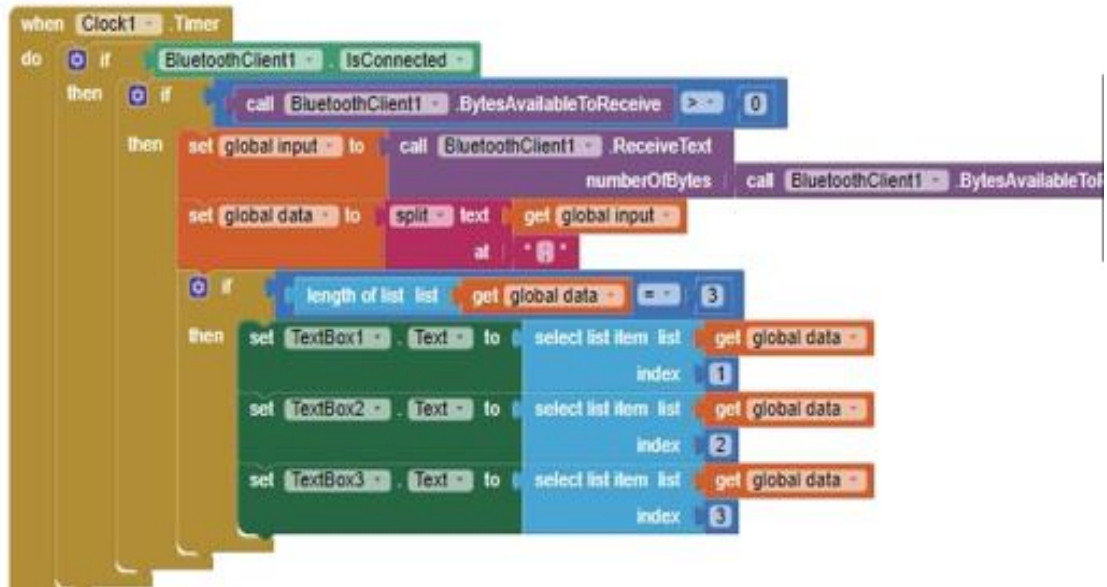 when Clock1 .Timer
do if BluetoothClient1 . IsConnected
then if call BluetoothClient1 .BytesAvailableToReceive > 0
then set global input to call BluetoothClient1 .ReceiveText
numberOfBytes call BluetoothClient1 .BytesAvailableToR
set global data to split text get global input
at " "
if length of list list get global data = 3
then set TextBox1 . Text to select list item list get global data
index 1
set TextBox2 . Text to select list item list get global data
index 2
set TextBox3 . Text to select list item list get global data
index 3